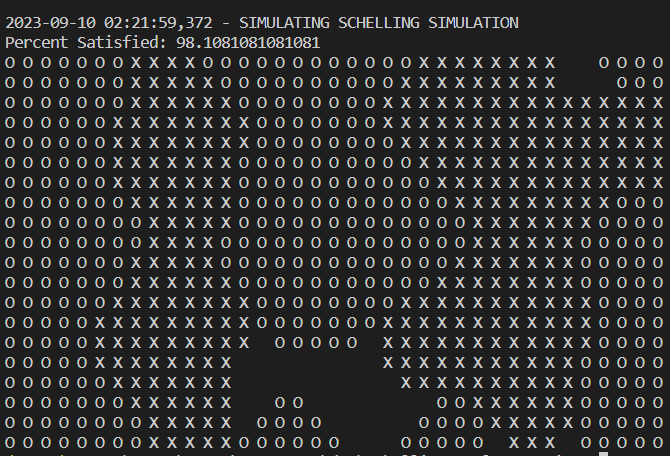 2023-09-10 02:21:59,372 - SIMULATING SCHELLING SIMULATION
Percent Satisfied: 98.1081081081081
O O O O O O O X X X X O O O O O O O O O O O O X X X X X X X X     O O O O
O O O O O O O X X X X X O O O O O O O O O O X X X X X X X X X       O O O
O O O O O O O X X X X X X O O O O O O O O X X X X X X X X X X X X X X X X
O O O O O O X X X X X X X X O O O O O O O X X X X X X X X X X X X X X X X
O O O O O O X X X X X X X X O O O O O O O O X X X X X X X X X X X X X X X
O O O O O O X X X X X X X O O O O O O O O O O X X X X X X X X X X X X X X
O O O O O O X X X X X X X O O O O O O O O O O O X X X X X X X X X X X X X
O O O O O O O X X X X X X O O O O O O O O O O O X X X X X X X X X X O O O
O O O O O O O O X X X X X O O O O O O O O O O O O X X X X X X X X O O O O
O O O O O O O X X X X X O O O O O O O O O O O O O O X X X X X X O O O O O
O O O O O O O X X X X X O O O O O O O O O O O O O X X X X X X X O O O O O
O O O O O O O X X X X X X O O O O O O O O O O X X X X X X X X X O O O O O
O O O O O O X X X X X X X X O O O O O O O O X X X X X X X X X X X O O O O
O O O O O X X X X X X X X X O O O O O O O X X X X X X X X X X X X O O O O
O O O O O X X X X X X X X X   O O O O O   X X X X X X X X X X X X O O O O
O O O O O X X X X X X X X                 X X X X X X X X X X X O O O O O
O O O O O O X X X X X X X                   X X X X X X X X X X O O O O O
O O O O O O O X X X X X X     O O               O O X X X X X X O O O O O
O O O O O O O X X X X X X   O O O O           O O O O X X X X X O O O O O
O O O O O O O O X X X X X O O O O O O       O O O O O   X X X   O O O O O